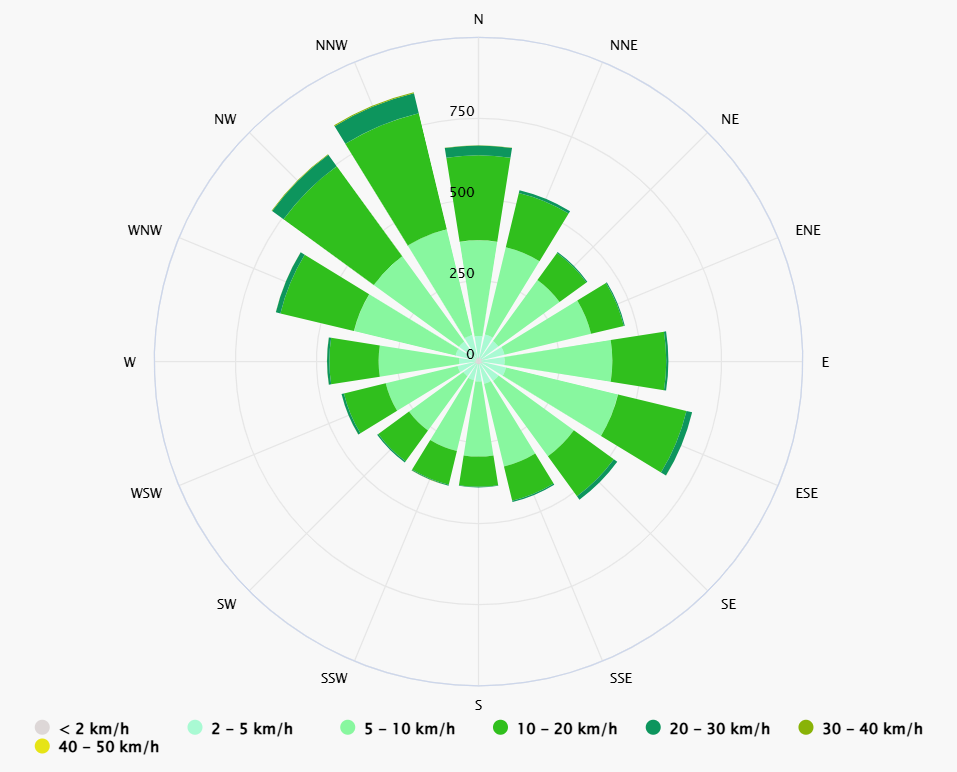 N
NNW
NNE
750
NW
NE
500
WNW
ENE
250
0
W
E
WSW
ESE
SW
SE
SSW
SSE
S
< 2 km/h
2 – 5 km/h
5 – 10 km/h
10 – 20 km/h
20 – 30 km/h
30 – 40 km/h
40 – 50 km/h